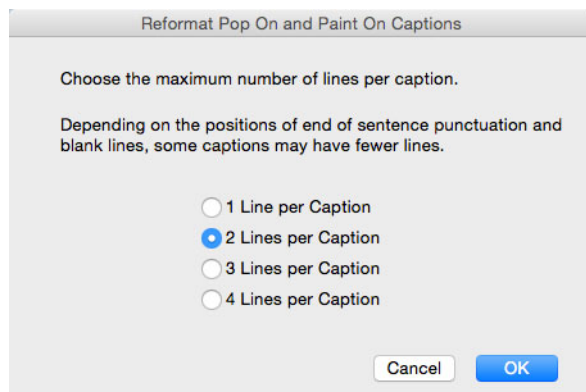 Reformat Pop On and Paint On Captions
Choose the maximum number of lines per caption.
Depending on the positions of end of sentence punctuation and
blank lines, some captions may have fewer lines.
1 Line per Caption
2 Lines per Caption
3 Lines per Caption
4 Lines per Caption
Cancel OK